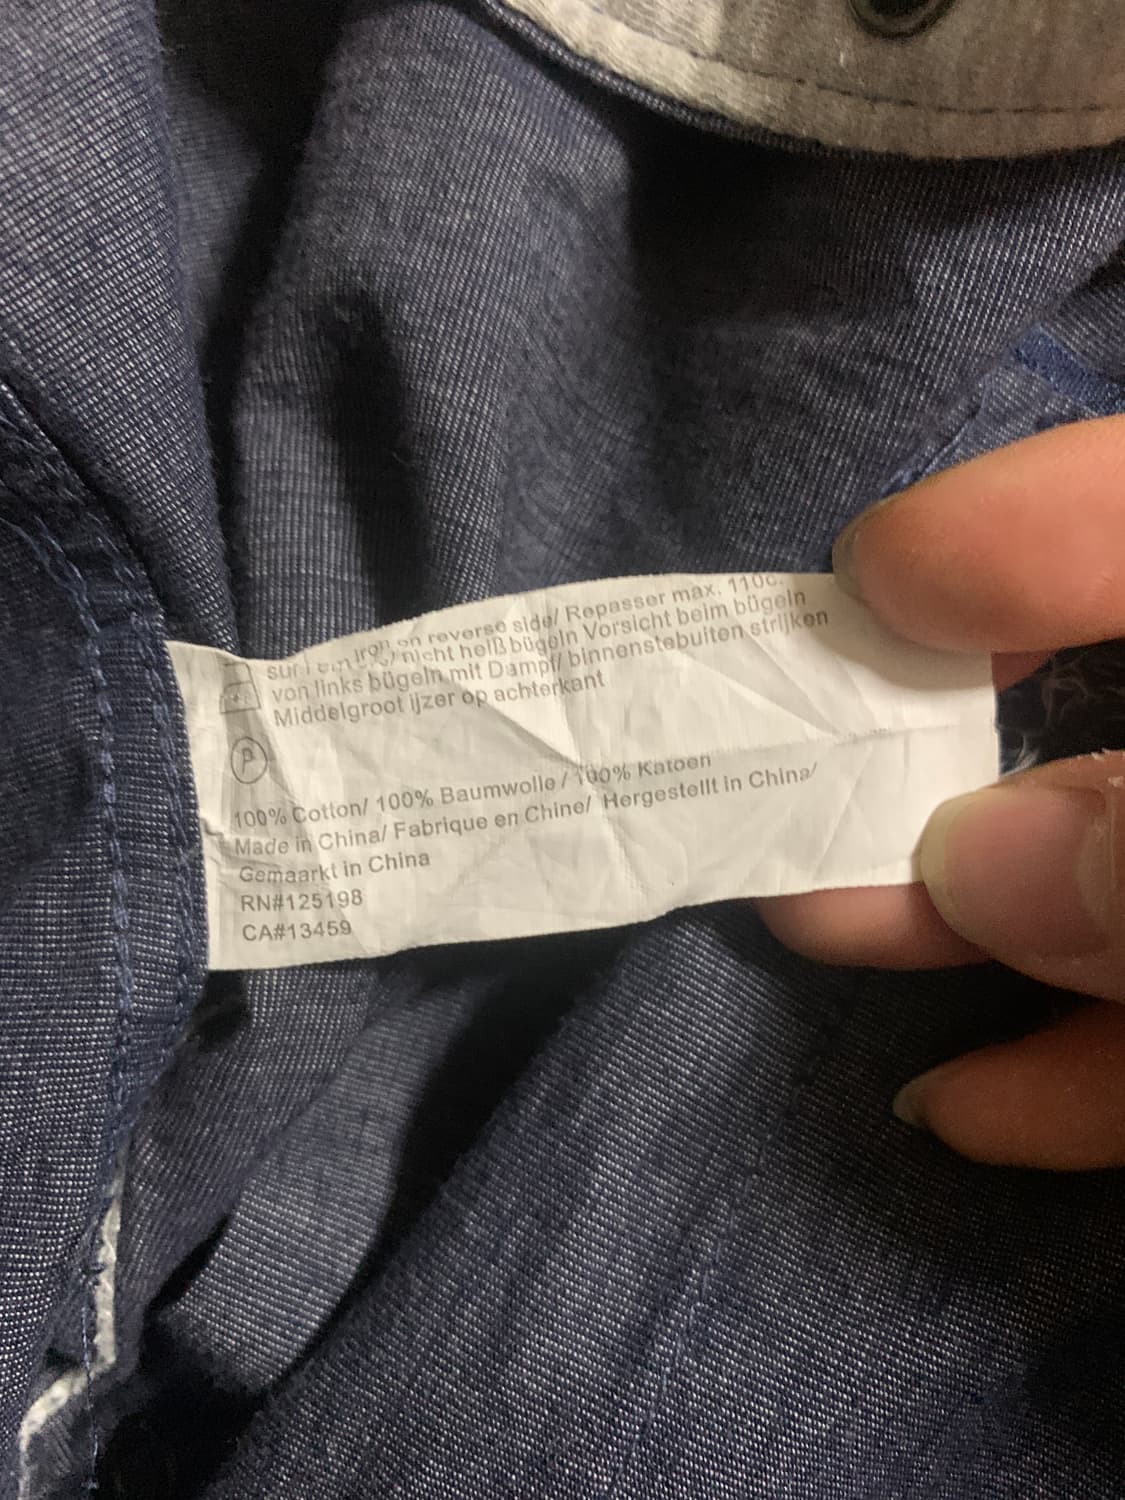 on reverse side/ Repasser max. 110c.
nicht heiß bügeln Vorsicht beim bügeln
von links bügeln mit Dampf/ binnenstebuiten strijken
Middelgroot ijzer op achterkant
P
100% Cotton/ 100% Baumwolle / 100% Katoen
Made in China/ Fabrique en Chine/ Hergestellt in China/
Gemaarkt in China
RN#125198
CA#13459